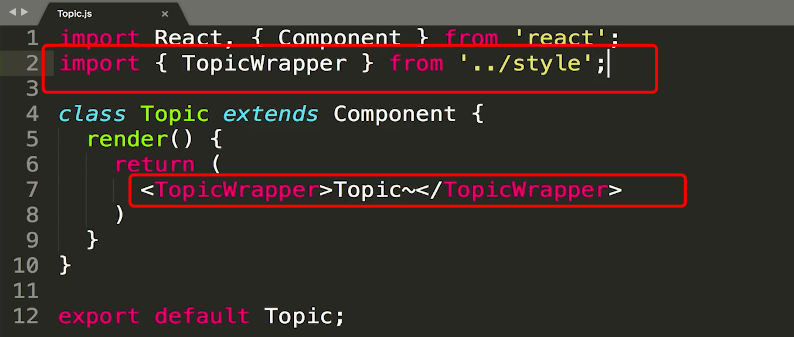 Topic.js
1 import React, { Component } from 'react';
2 import { TopicWrapper } from '../style';
3
4 class Topic extends Component {
5 render() {
6 return (
7 <TopicWrapper>Topic~</TopicWrapper>
8 )
9 }
10 }
11
12 export default Topic;